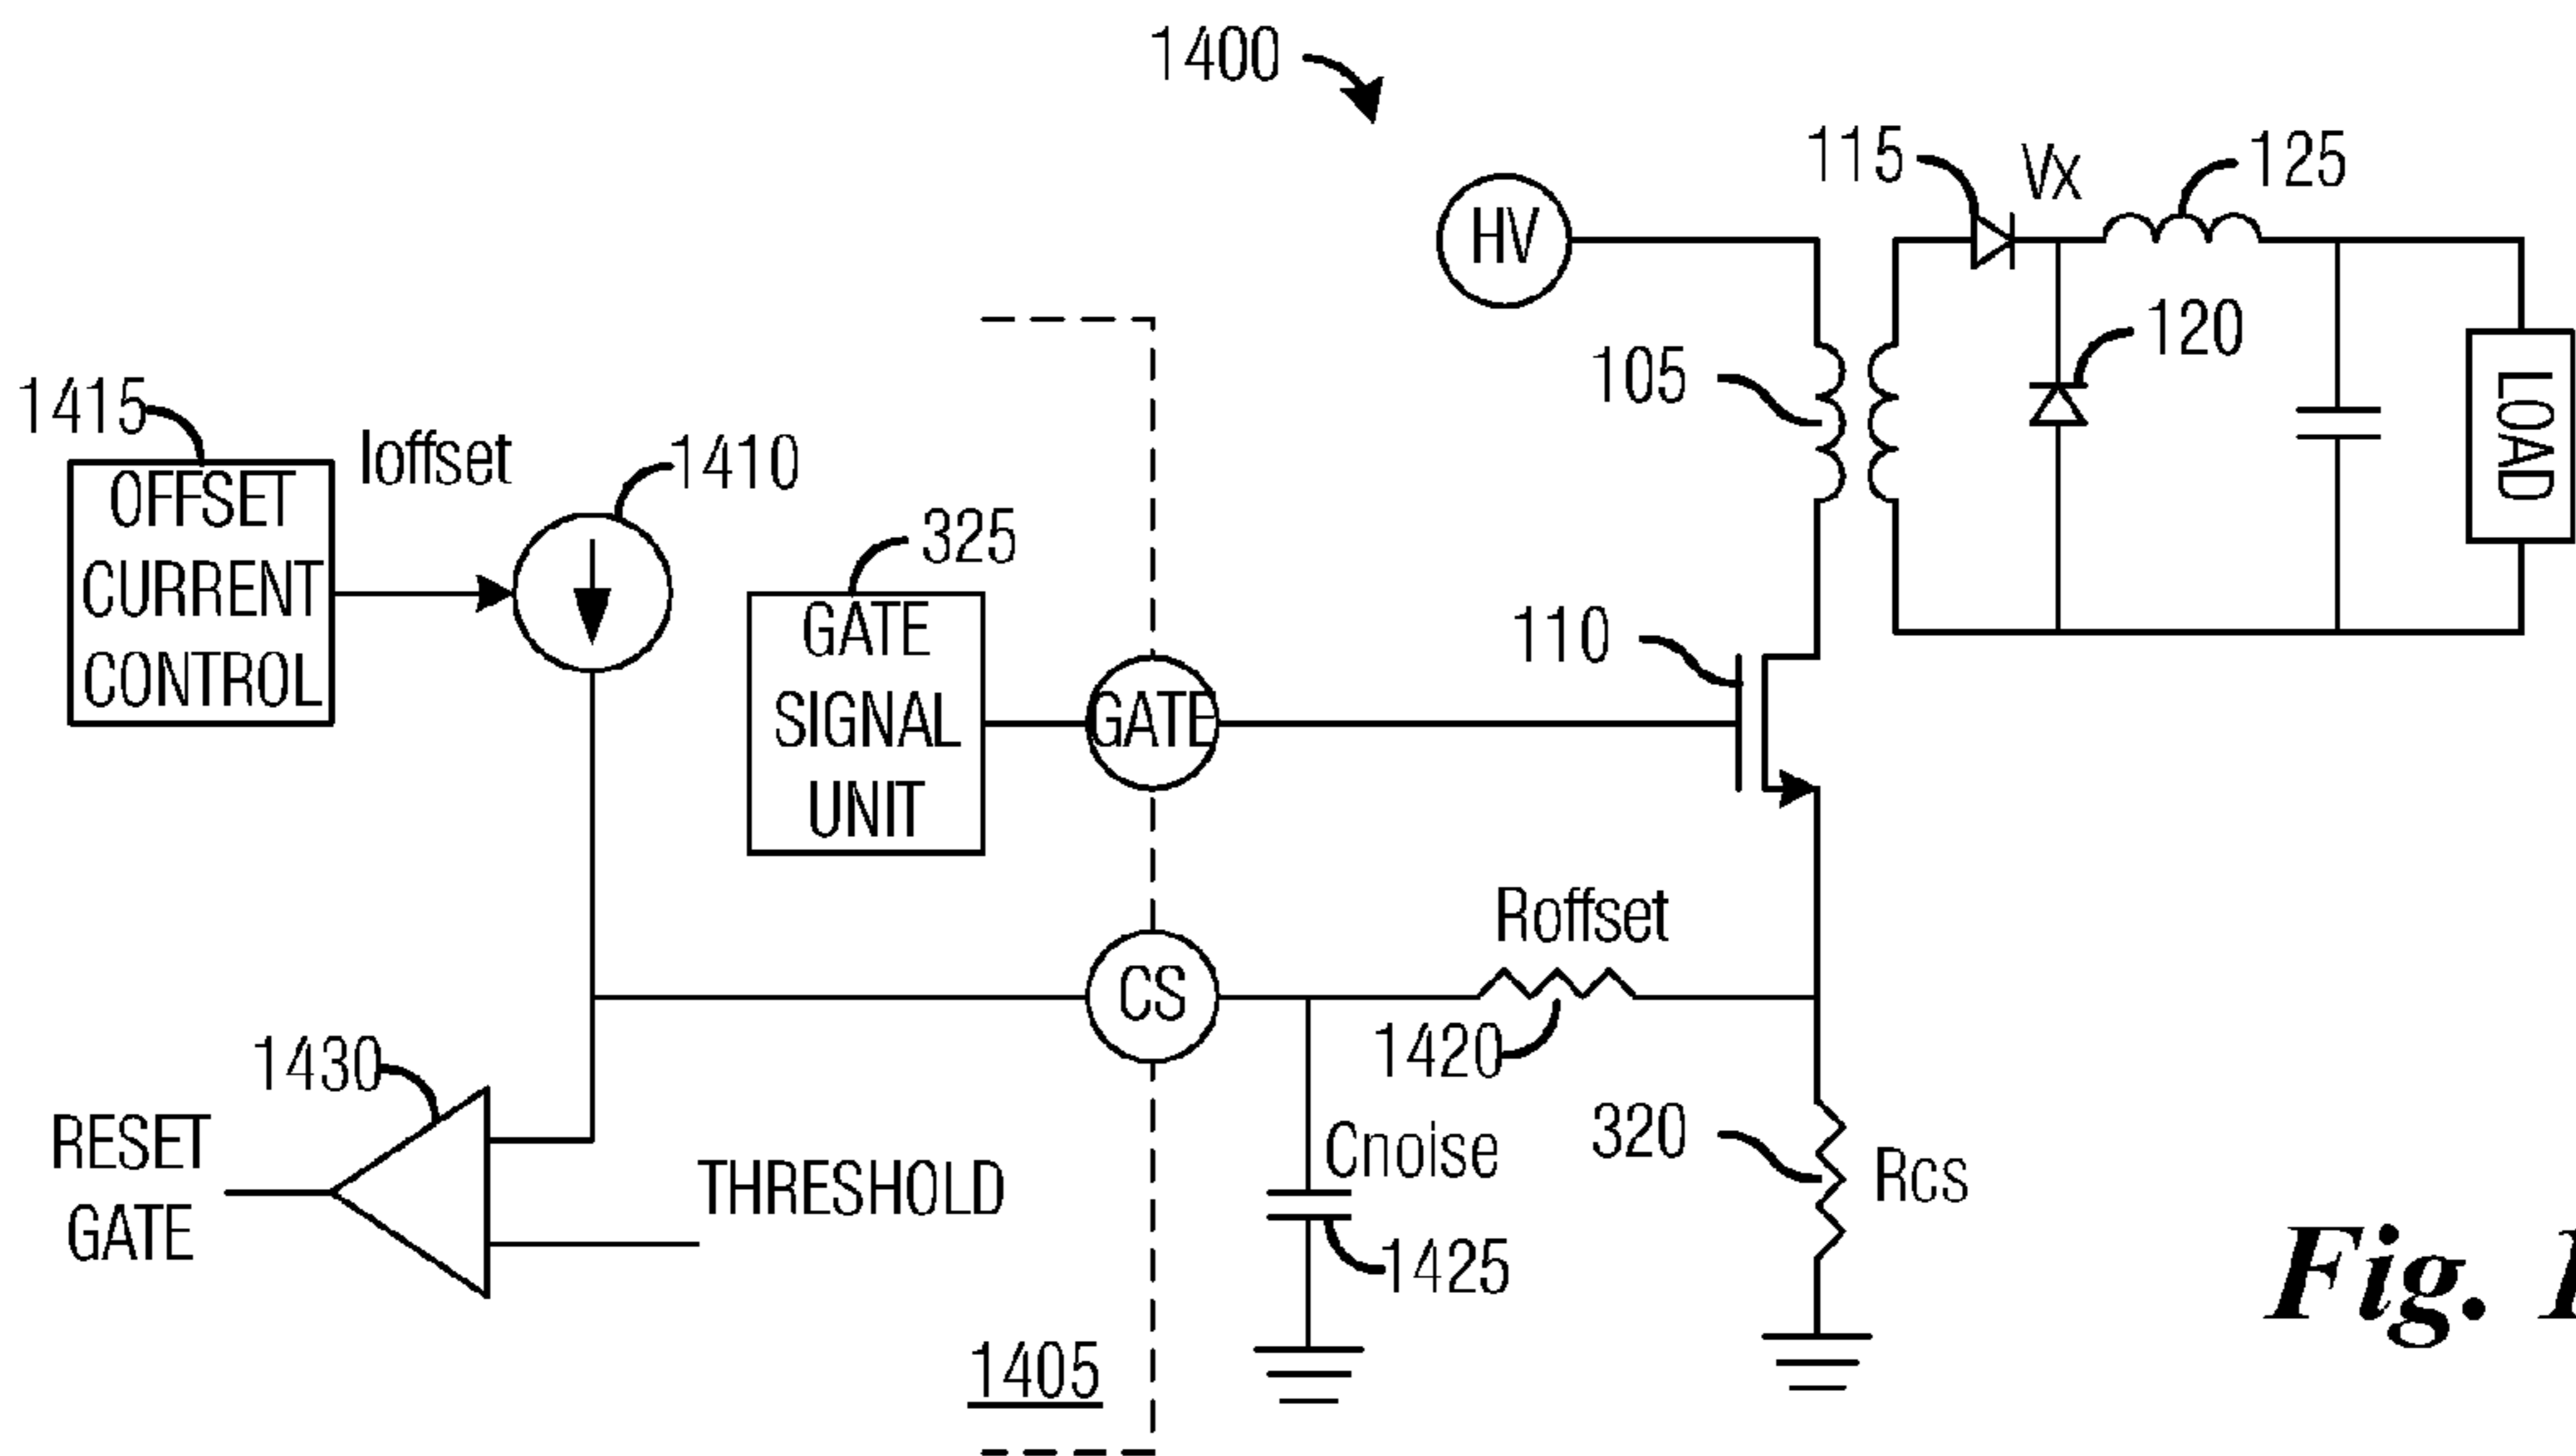 1400
115
Vx
125
HV
120
105
LOAD
1415
Ioffset
1410
OFFSET
CURRENT
CONTROL
325
GATE
SIGNAL
UNIT
GATE
110
Roffset
CS
1420
1430
RESET
GATE
THRESHOLD
Cnoise
320
RCS
1425
1405
Fig.